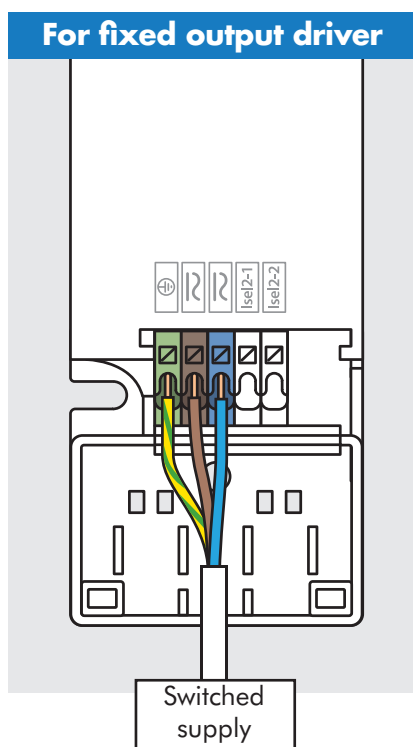 For fixed output driver
Isel2-1
Isel2-2
Switched
supply